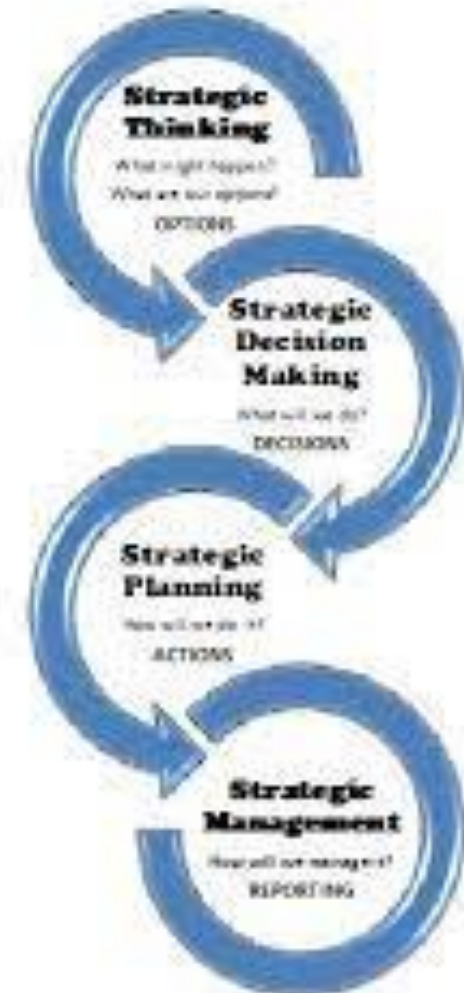 Strategic
Thinking
What might happen?
What are our options?
OPTIONS
Strategic
Decision
Making
What will we do?
DECISIONS
Strategic
Planning
How will we do it?
ACTIONS
Strategic
Management
How will we manage it?
REPORTING